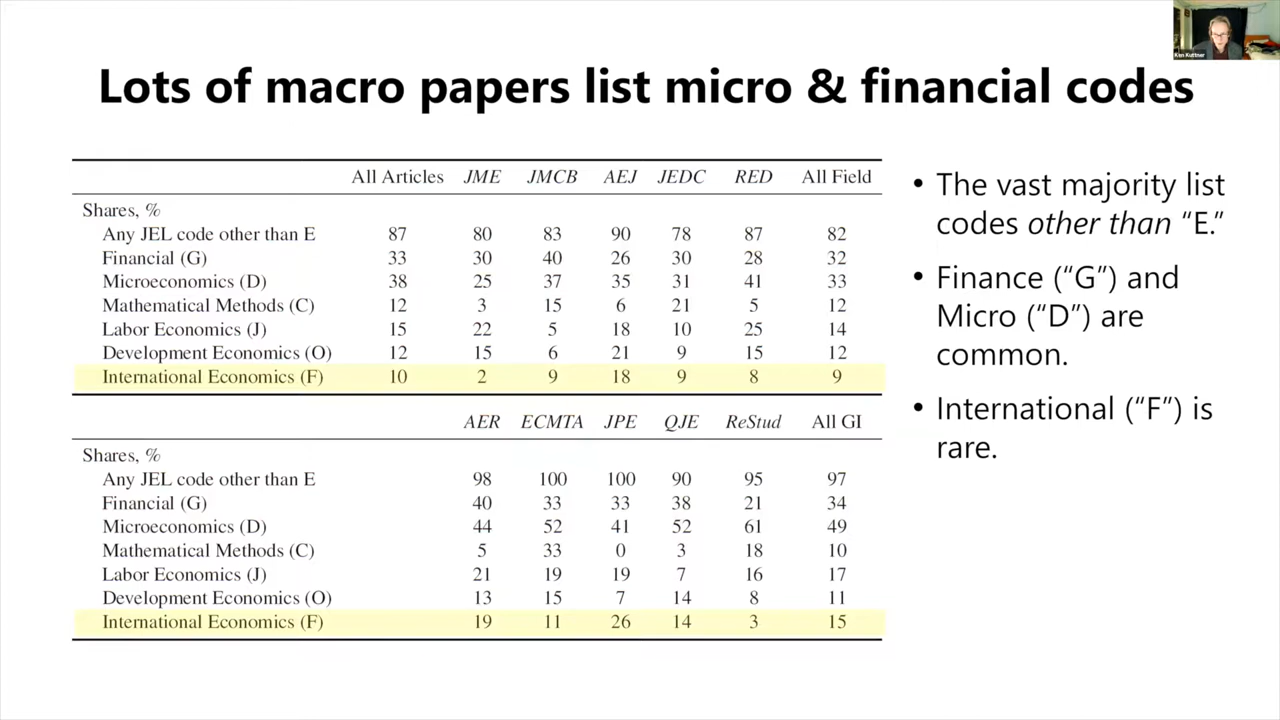 Ken Kuttner
Lots of macro papers list micro & financial codes
All Articles JME JMCB AEJ JEDC RED All Field
Shares, %
Any JEL code other than E 87 80 83 90 78 87 82
Financial (G) 33 30 40 26 30 28 32
Microeconomics (D) 38 25 37 35 31 41 33
Mathematical Methods (C) 12 3 15 6 21 5 12
Labor Economics (J) 15 22 5 18 10 25 14
Development Economics (O) 12 15 6 21 9 15 12
International Economics (F) 10 2 9 18 9 8 9
AER ECMTA JPE QJE ReStud All GI
Shares, %
Any JEL code other than E 98 100 100 90 95 97
Financial (G) 40 33 33 38 21 34
Microeconomics (D) 44 52 41 52 61 49
Mathematical Methods (C) 5 33 0 3 18 10
Labor Economics (J) 21 19 19 7 16 17
Development Economics (O) 13 15 7 14 8 11
International Economics (F) 19 11 26 14 3 15
• The vast majority list
codes other than “E.”
• Finance (“G”) and
Micro (“D”) are
common.
• International (“F”) is
rare.